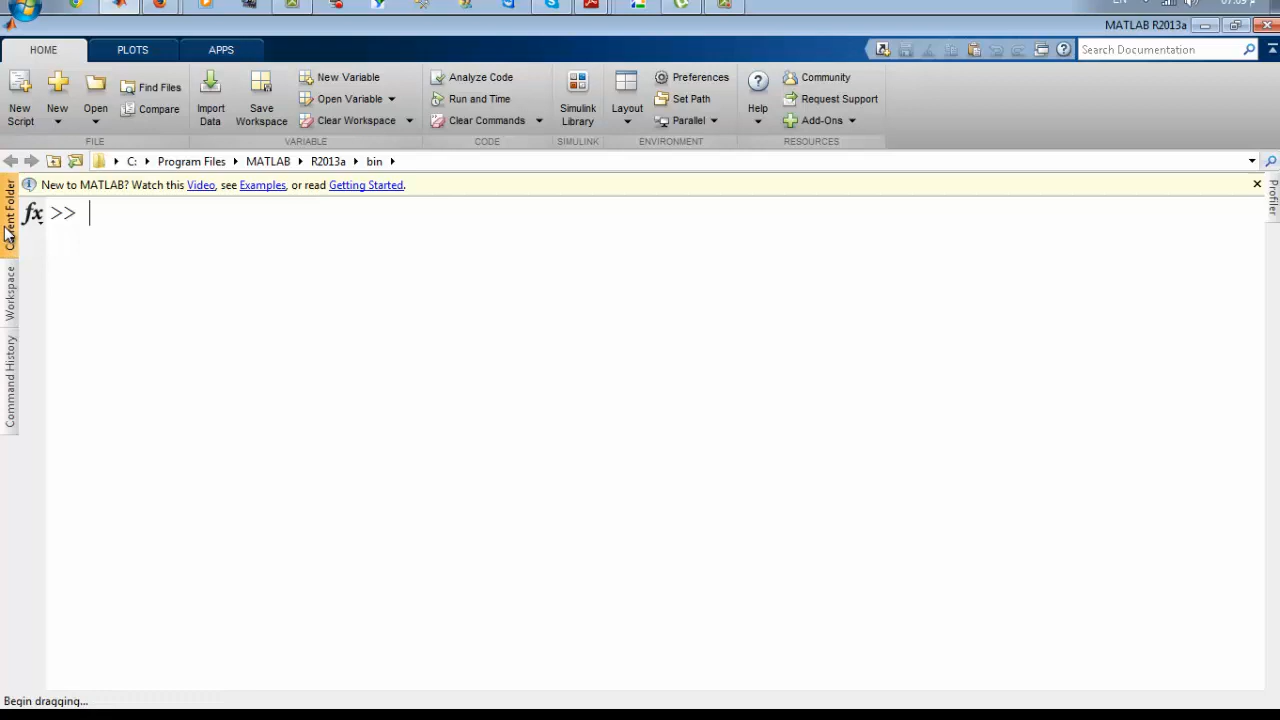 EN
07:09
MATLAB R2013a
HOME PLOTS APPS
Search Documentation
New Script
New
Open
Find Files
Compare
FILE
Import Data
Save Workspace
New Variable
Open Variable
Clear Workspace
VARIABLE
Analyze Code
Run and Time
Clear Commands
CODE
Simulink Library
SIMULINK
Layout
Preferences
Set Path
Parallel
ENVIRONMENT
Help
Community
Request Support
Add-Ons
RESOURCES
C: Program Files MATLAB R2013a bin
New to MATLAB? Watch this Video, see Examples, or read Getting Started.
fx >>
Current Folder
Workspace
Command History
Profiler
Begin dragging...